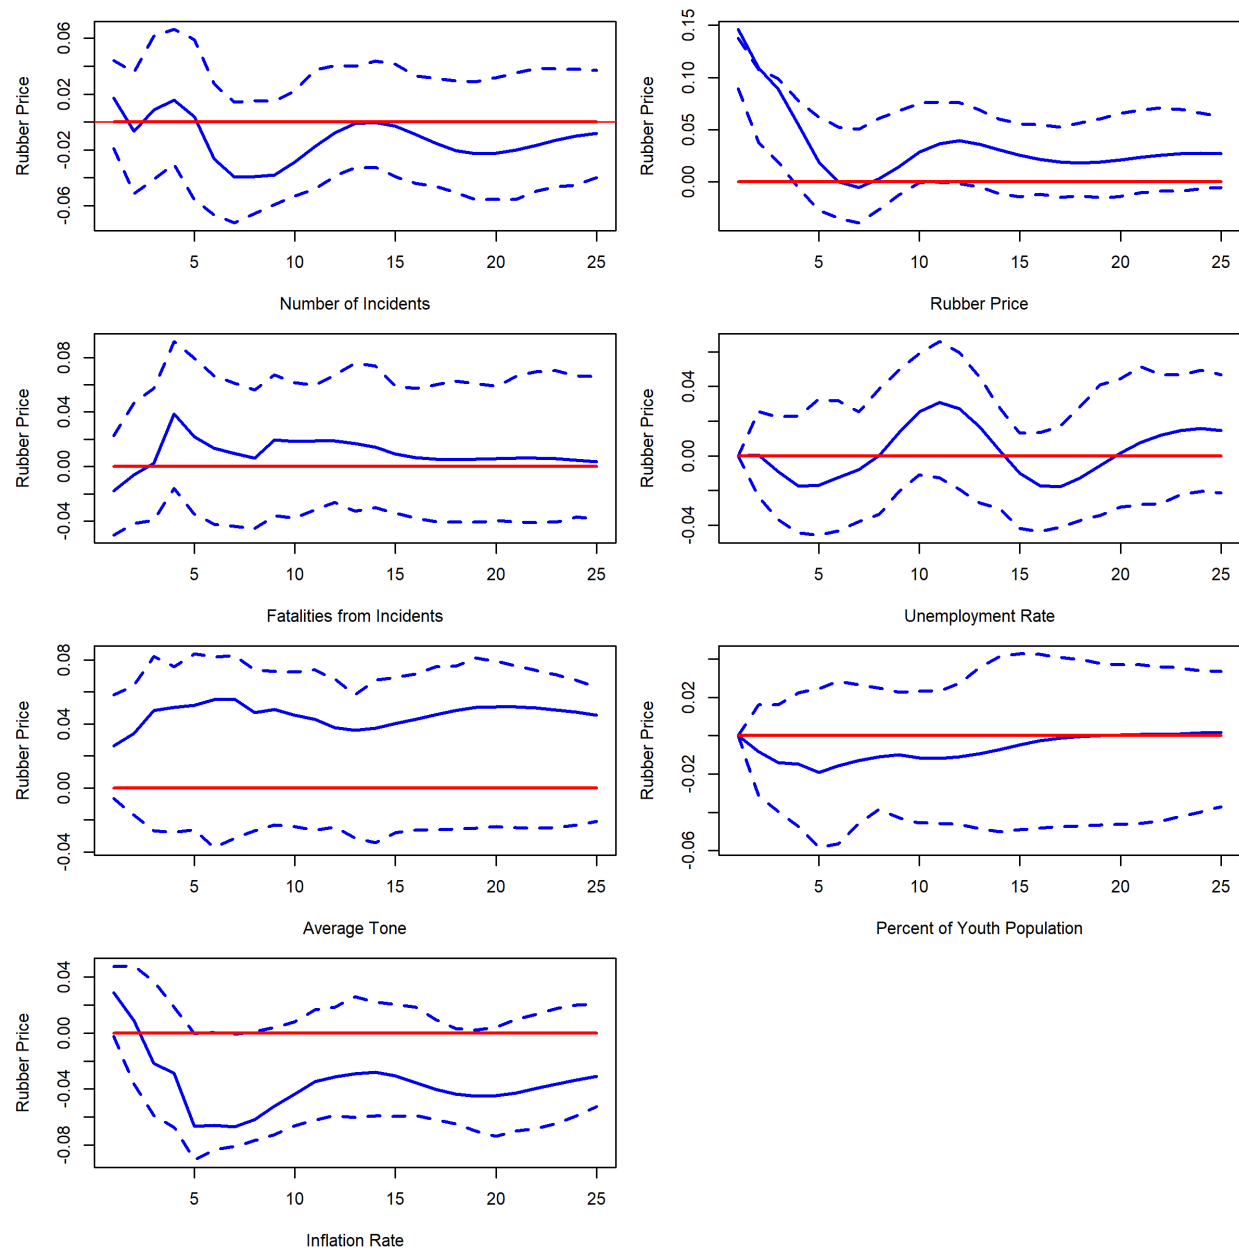 Rubber Price
0.06
0.02
-0.02
-0.06
5 10 15 20 25
Number of Incidents
Rubber Price
0.15
0.10
0.05
0.00
5 10 15 20 25
Rubber Price
Rubber Price
0.08
0.04
0.00
-0.04
5 10 15 20 25
Fatalities from Incidents
Rubber Price
0.04
0.00
-0.04
5 10 15 20 25
Unemployment Rate
Rubber Price
0.08
0.04
0.00
-0.04
5 10 15 20 25
Average Tone
Rubber Price
0.02
-0.02
-0.06
5 10 15 20 25
Percent of Youth Population
Rubber Price
0.04
0.00
-0.04
-0.08
5 10 15 20 25
Inflation Rate